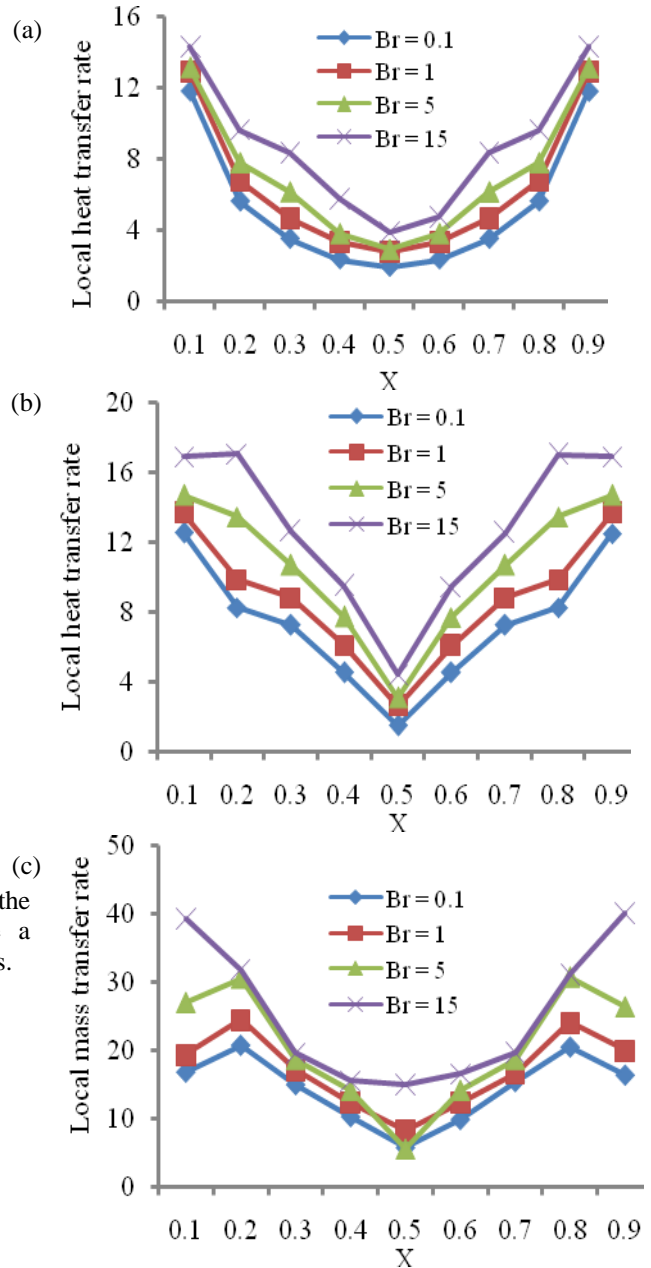 (a)
16
12
8
4
0
Local heat transfer rate
Br = 0.1
Br = 1
Br = 5
Br = 15
0.1 0.2 0.3 0.4 0.5 0.6 0.7 0.8 0.9
X
(b)
20
16
12
8
4
0
Local heat transfer rate
Br = 0.1
Br = 1
Br = 5
Br = 15
0.1 0.2 0.3 0.4 0.5 0.6 0.7 0.8 0.9
X
(c)
the
a
s.
50
40
30
20
10
0
Local mass transfer rate
Br = 0.1
Br = 1
Br = 5
Br = 15
0.1 0.2 0.3 0.4 0.5 0.6 0.7 0.8 0.9
X